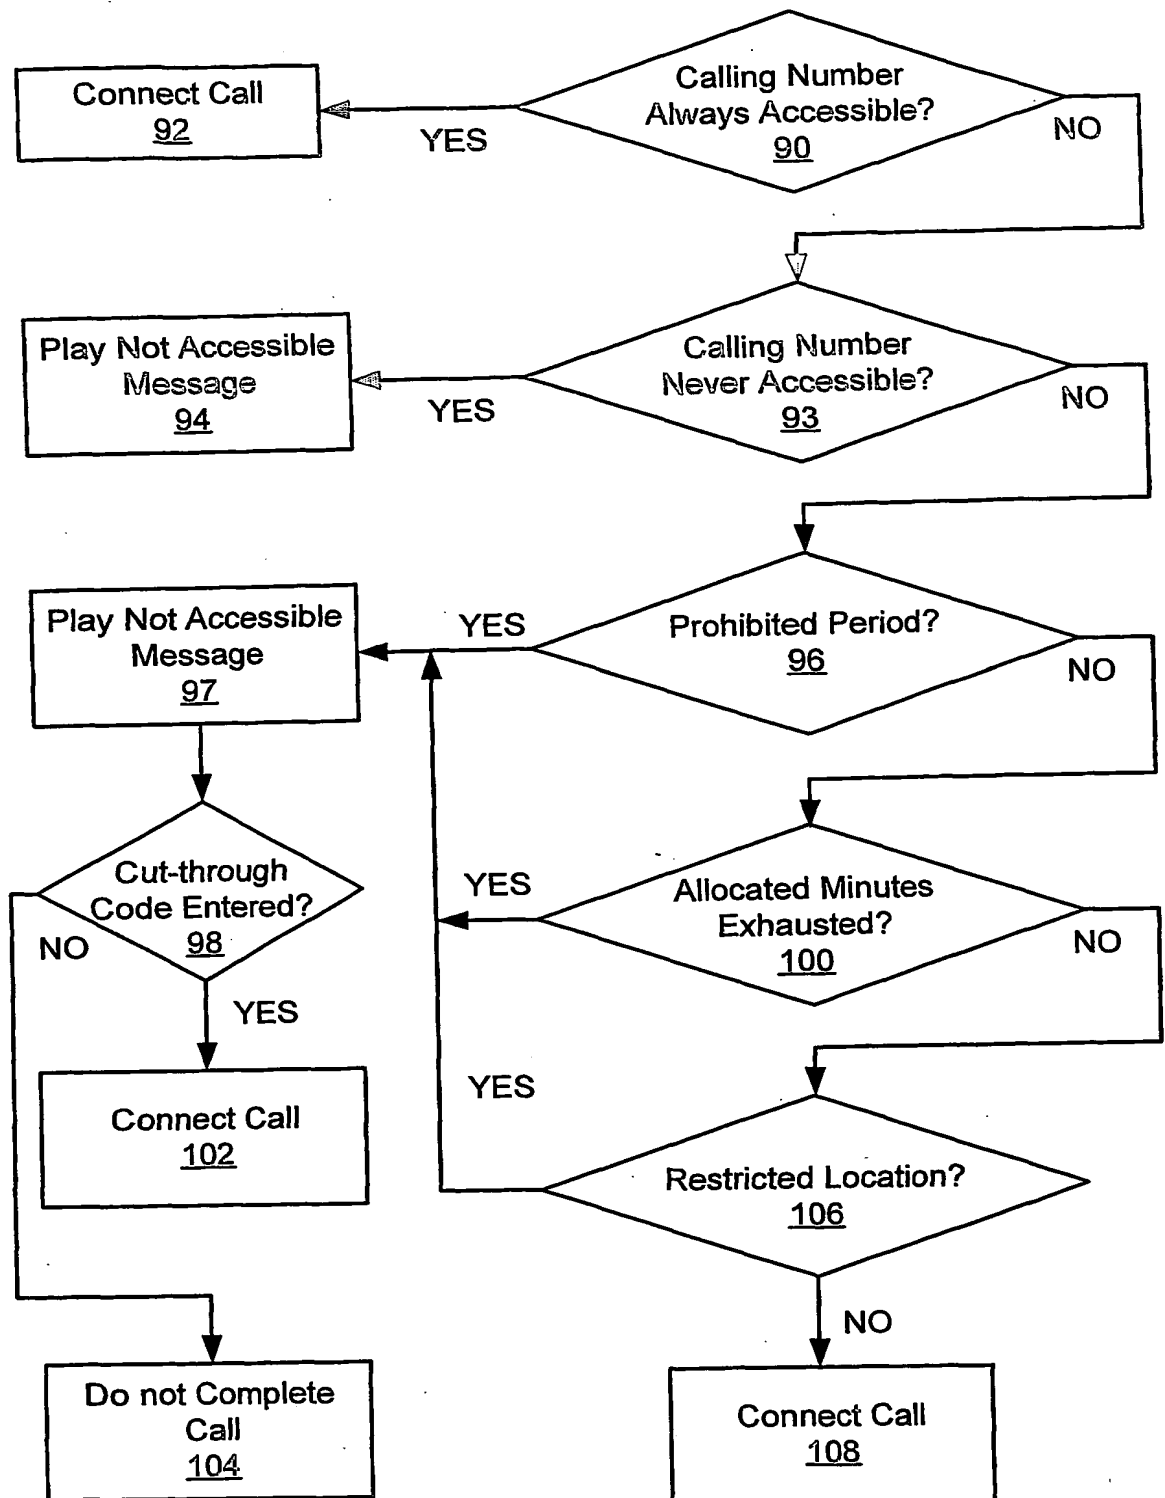 Calling Number
Always Accessible?
90
Connect Call
92
YES
NO
Calling Number
Never Accessible?
93
Play Not Accessible
Message
94
YES
NO
Prohibited Period?
96
Play Not Accessible
Message
97
YES
NO
Cut-through
Code Entered?
98
NO
YES
Allocated Minutes
Exhausted?
100
YES
NO
Connect Call
102
YES
Restricted Location?
106
NO
Do not Complete
Call
104
Connect Call
108